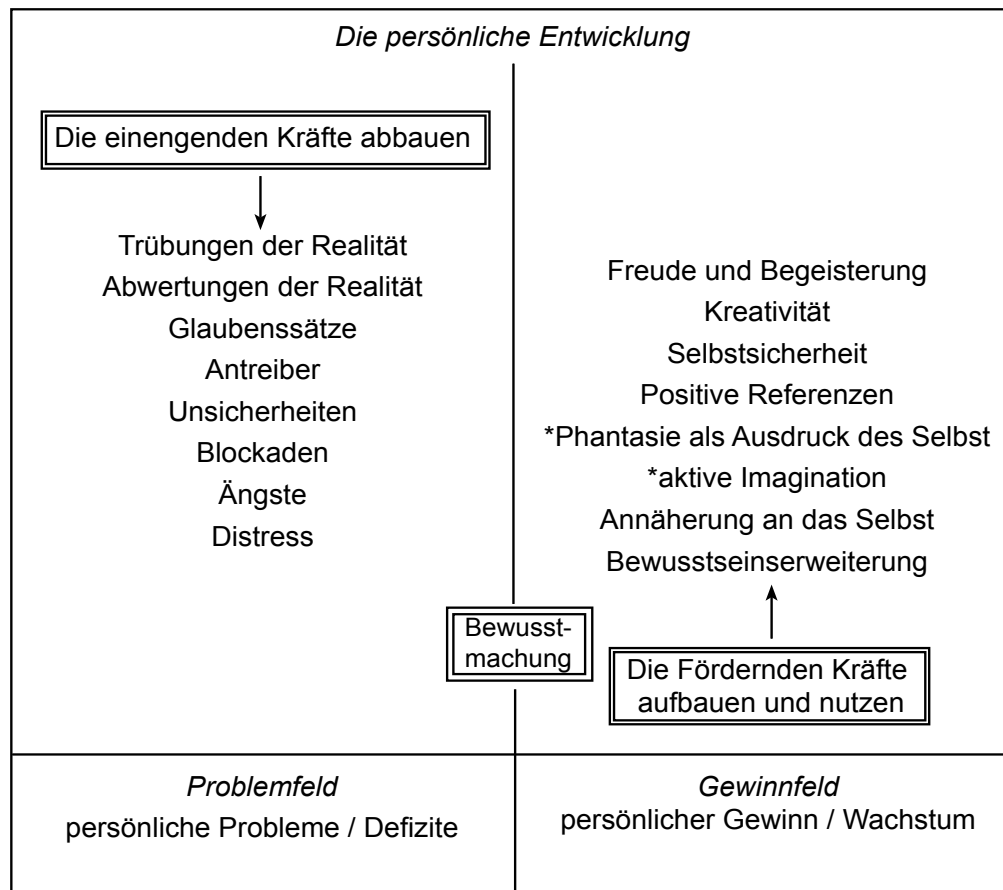 Die persönliche Entwicklung
Die einengenden Kräfte abbauen
Trübungen der Realität
Abwertungen der Realität
Glaubenssätze
Antreiber
Unsicherheiten
Blockaden
Ängste
Distress
Freude und Begeisterung
Kreativität
Selbstsicherheit
Positive Referenzen
*Phantasie als Ausdruck des Selbst
*aktive Imagination
Annäherung an das Selbst
Bewusstseinserweiterung
Bewusst-
machung
Die Fördernden Kräfte
aufbauen und nutzen
Problemfeld
persönliche Probleme / Defizite
Gewinnfeld
persönlicher Gewinn / Wachstum